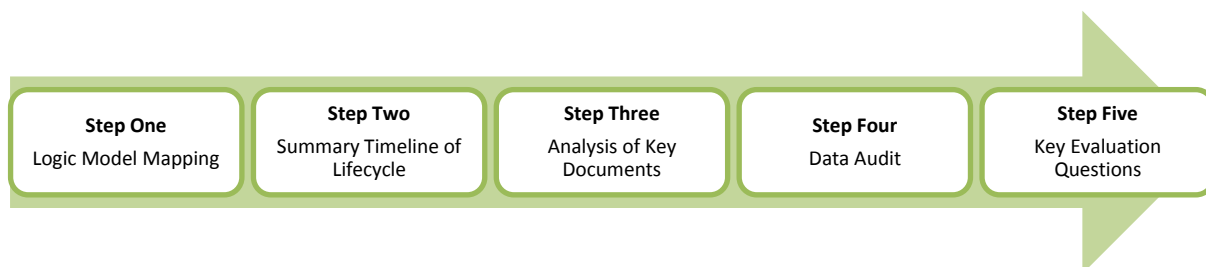 Step One
Logic Model Mapping
Step Two
Summary Timeline of
Lifecycle
Step Three
Analysis of Key
Documents
Step Four
Data Audit
Step Five
Key Evaluation
Questions